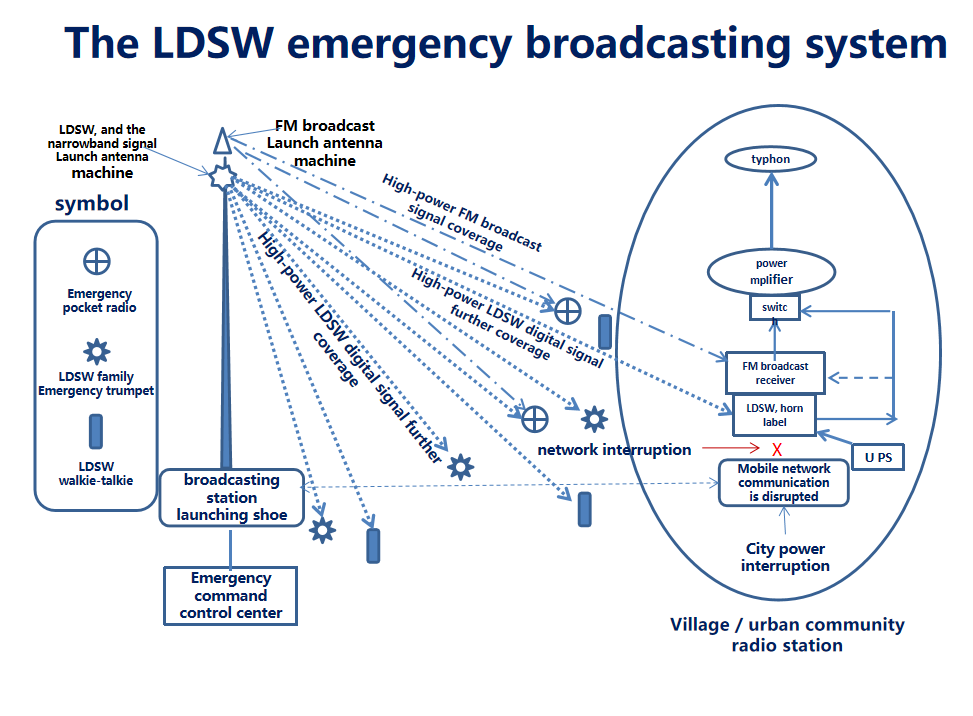 The LDSW emergency broadcasting system
LDSW, and the
narrowband signal
Launch antenna
machine
FM broadcast
Launch antenna
machine
symbol
Emergency
pocket radio
LDSW family
Emergency trumpet
LDSW
walkie-talkie
High-power FM broadcast
signal coverage
High-power LDSW digital signal
further coverage
High-power LDSW digital signal further
coverage
broadcasting
station
launching shoe
Emergency
command
control center
network interruption
typhon
power
mplifier
switc
h
FM broadcast
receiver
LDSW, horn
label
X
U PS
Mobile network
communication
is disrupted
City power
interruption
Village / urban community
radio station